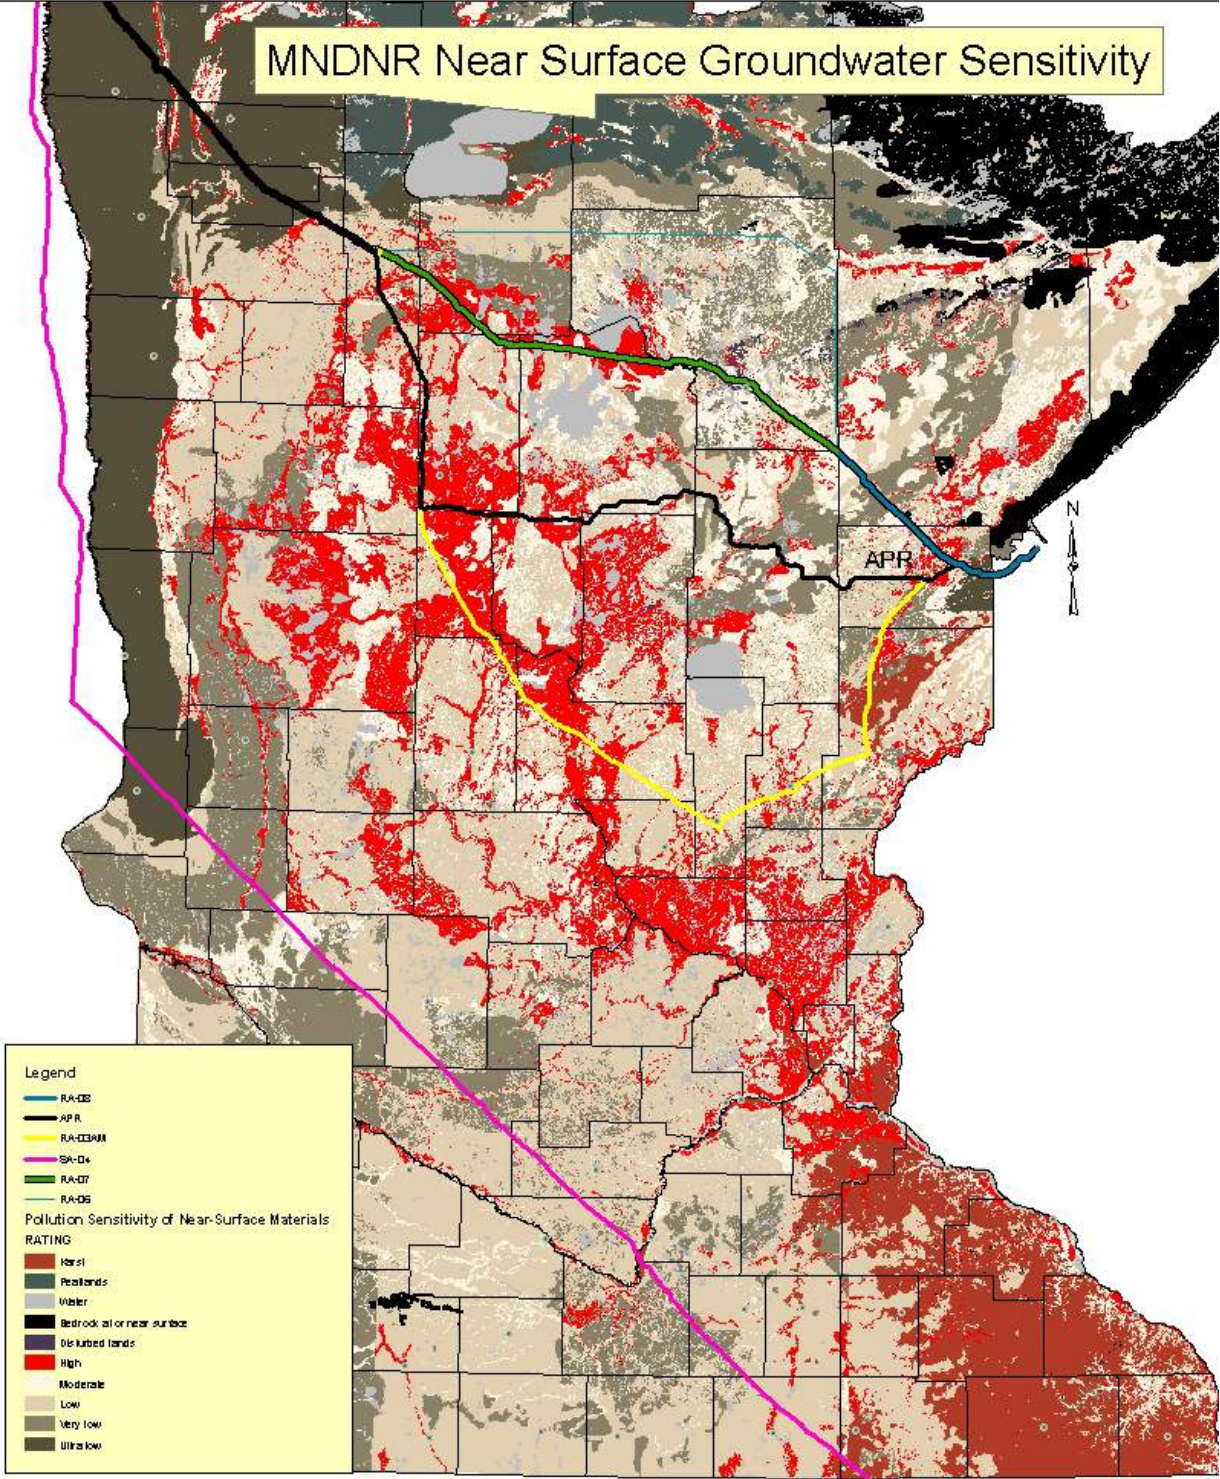 MNDNR Near Surface Groundwater Sensitivity
N
APR
Legend
RA-08
APR
RA-03AM
SA-04
RA-07
RA-06
Pollution Sensitivity of Near-Surface Materials
RATING
Karst
Peatlands
Water
Bedrock at or near surface
Disturbed lands
High
Moderate
Low
Very low
Ultra low